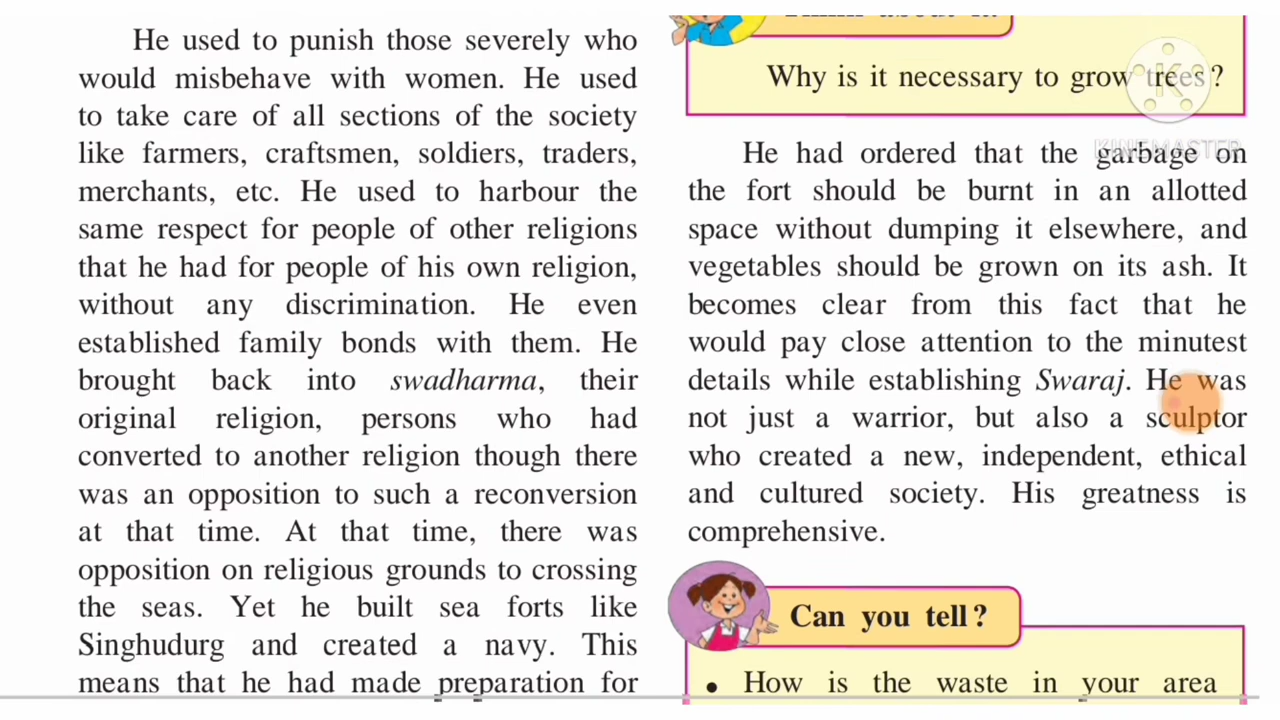 He used to punish those severely who
would misbehave with women. He used
to take care of all sections of the society
like farmers, craftsmen, soldiers, traders,
merchants, etc. He used to harbour the
same respect for people of other religions
that he had for people of his own religion,
without any discrimination. He even
established family bonds with them. He
brought back into swadharma, their
original religion, persons who had
converted to another religion though there
was an opposition to such a reconversion
at that time. At that time, there was
opposition on religious grounds to crossing
the seas. Yet he built sea forts like
Singhudurg and created a navy. This
means that he had made preparation for
Think about it.
Why is it necessary to grow trees?
He had ordered that the garbage on
the fort should be burnt in an allotted
space without dumping it elsewhere, and
vegetables should be grown on its ash. It
becomes clear from this fact that he
would pay close attention to the minutest
details while establishing Swaraj. He was
not just a warrior, but also a sculptor
who created a new, independent, ethical
and cultured society. His greatness is
comprehensive.
Can you tell?
• How is the waste in your area
K
KINEMASTER